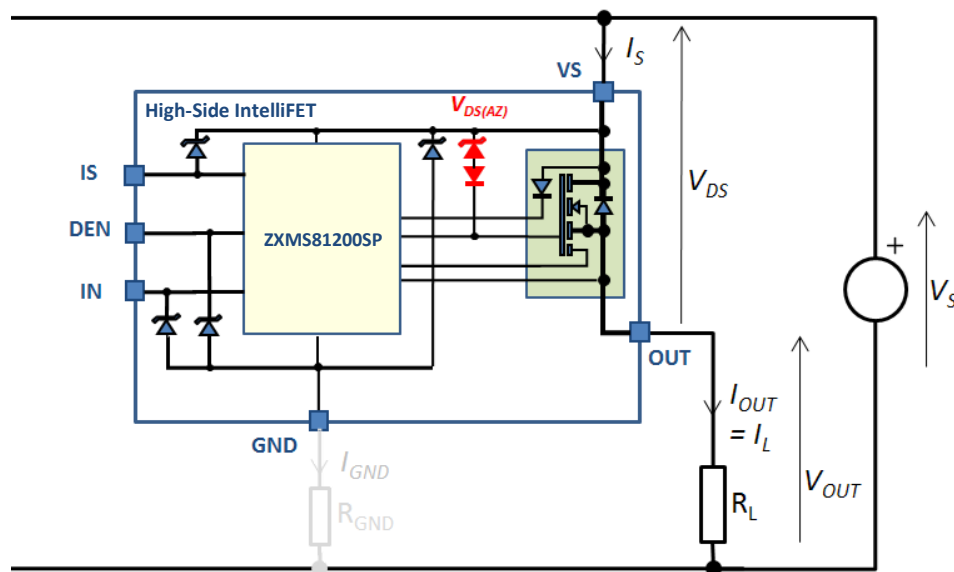 I_S
VS
High-Side IntelliFET
V_DS(AZ)
IS
V_DS
DEN
ZXMS81200SP
+
IN
V_S
OUT
I_OUT
= I_L
GND
I_GND
V_OUT
R_L
R_GND